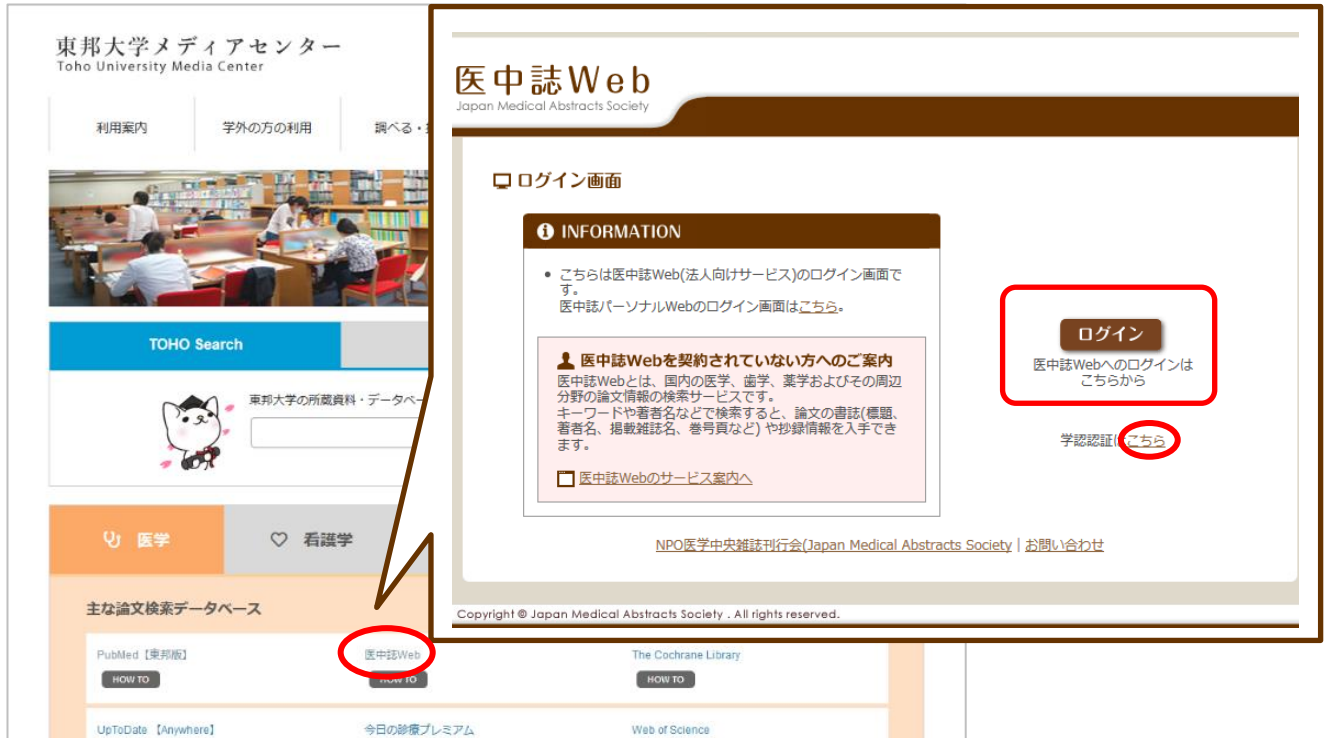 東邦大学メディアセンター
Toho University Media Center
利用案内
学外の方の利用
調べる・
TOHO Search
東邦大学の所蔵資料・データベー
医学
看護学
主な論文検索データベース
PubMed【東邦版】
医中誌Web
The Cochrane Library
HOW TO
HOW TO
HOW TO
UpToDate 【Anywhere】
今日の診療プレミアム
Web of Science
医中誌Web
Japan Medical Abstracts Society
ログイン画面
INFORMATION
• こちらは医中誌Web(法人向けサービス)のログイン画面で
す。
医中誌パーソナルWebのログイン画面はこちら。
医中誌Webを契約されていない方へのご案内
医中誌Webとは、国内の医学、歯学、薬学およびその周辺
分野の論文情報の検索サービスです。
キーワードや著者名などで検索すると、論文の書誌(標題、
著者名、掲載雑誌名、巻号頁など) や抄録情報を入手でき
ます。
医中誌Webのサービス案内へ
ログイン
医中誌Webへのログインは
こちらから
学認認証はこちら
NPO医学中央雑誌刊行会(Japan Medical Abstracts Society | お問い合わせ
Copyright © Japan Medical Abstracts Society . All rights reserved.